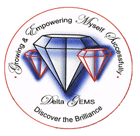 Growing & Empowering Myself Successfully,
Delta GEMS
Discover the Brilliance